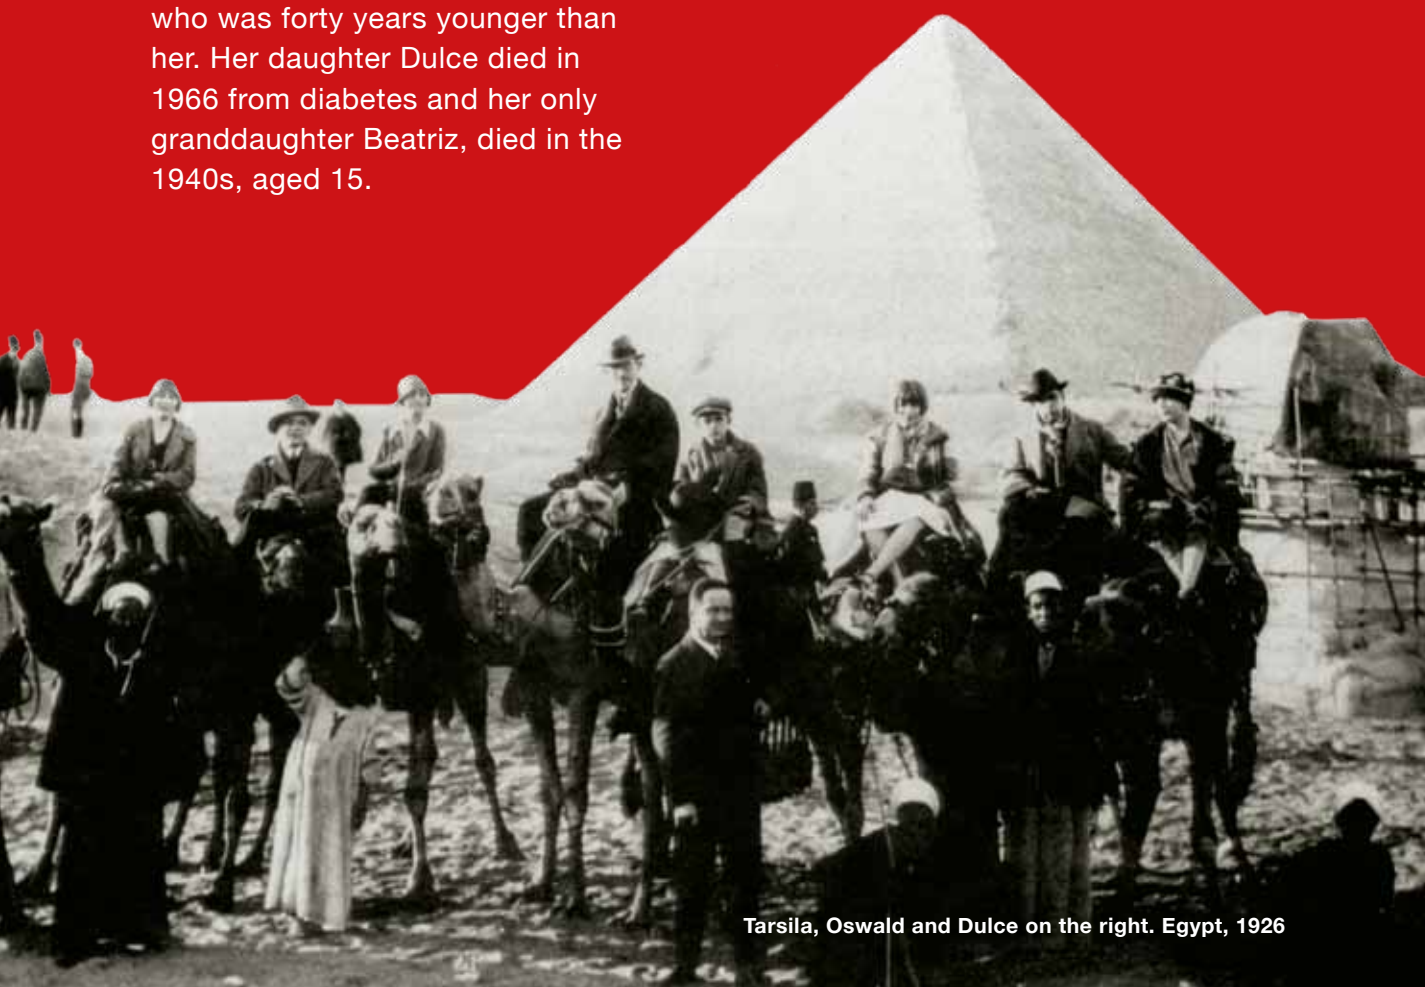 who was forty years younger than
her. Her daughter Dulce died in
1966 from diabetes and her only
granddaughter Beatriz, died in the
1940s, aged 15.
Tarsila, Oswald and Dulce on the right. Egypt, 1926